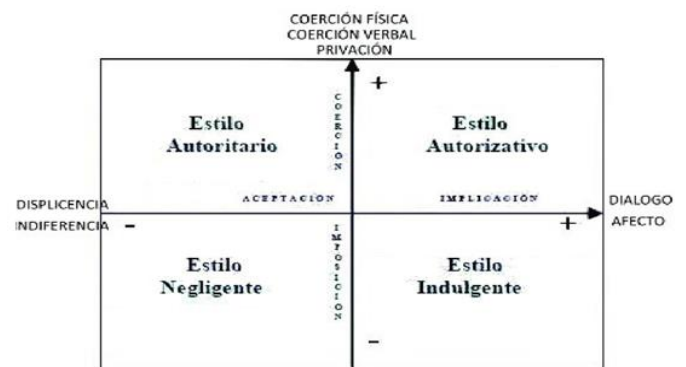 COERCIÓN FÍSICA
COERCIÓN VERBAL
PRIVACIÓN
+
COERCIÓN
Estilo
Autoritario
Estilo
Autorizativo
ACEPTACIÓN
IMPLICACIÓN
DISPLICENCIA
INDIFERENCIA
-
+
DIALOGO
AFECTO
IMPOSICIÓN
Estilo
Negligente
Estilo
Indulgente
-